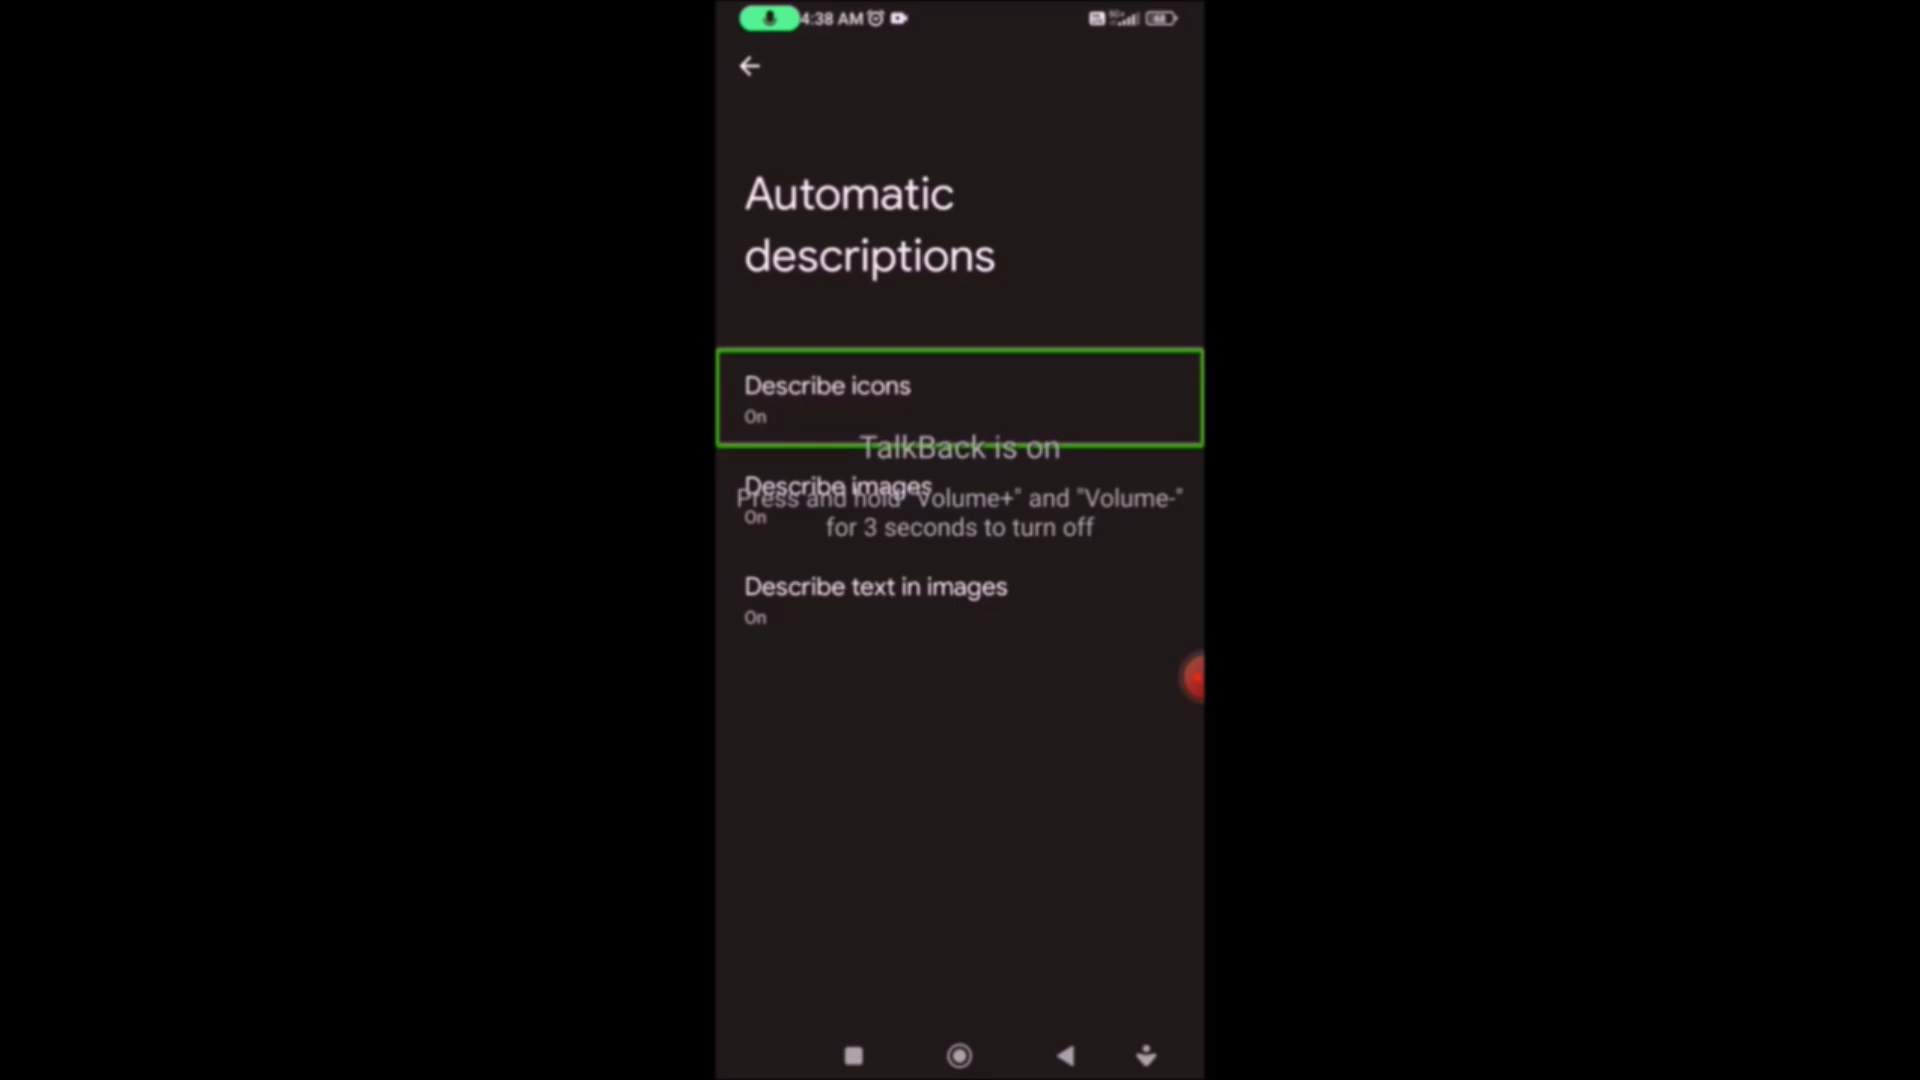 4:38 AM
Automatic
descriptions
Describe icons
On
TalkBack is on
Describe images
Press and hold "Volume+" and "Volume-"
On
for 3 seconds to turn off
Describe text in images
On